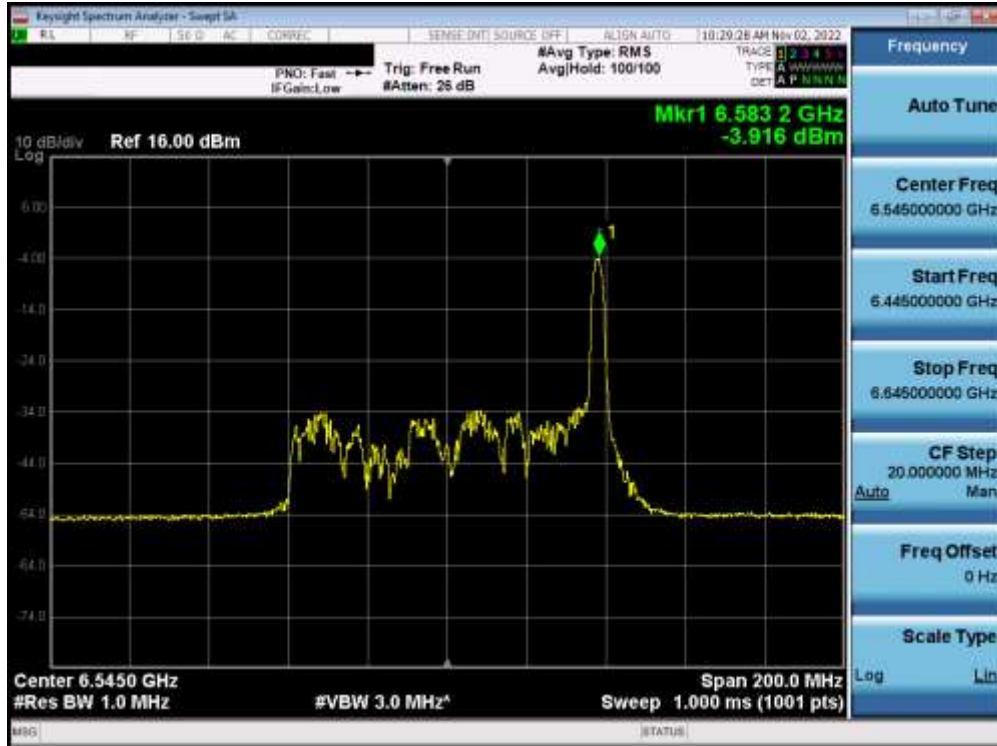 Keysight Spectrum Analyzer - Swept SA
RL RF 50 Ω AC CORREC SENSE:INT SOURCE OFF ALIGN AUTO 10:29:28 AM Nov 02, 2022
PNO: Fast Trig: Free Run #Avg Type: RMS TRACE 1 2 3 4 5 6
IFGain:Low #Atten: 26 dB Avg|Hold: 100/100 TYPE A WWWWW
DET A P N N N N
Mkr1 6.583 2 GHz
-3.916 dBm
10 dB/div Ref 16.00 dBm
Log
1
6.00
-4.00
-14.0
-24.0
-34.0
-44.0
-54.0
-64.0
-74.0
Center 6.5450 GHz Span 200.0 MHz
#Res BW 1.0 MHz #VBW 3.0 MHz* Sweep 1.000 ms (1001 pts)
MSG STATUS
Frequency
Auto Tune
Center Freq
6.545000000 GHz
Start Freq
6.445000000 GHz
Stop Freq
6.645000000 GHz
CF Step
20.000000 MHz
Auto Man
Freq Offset
0 Hz
Scale Type
Log Lin